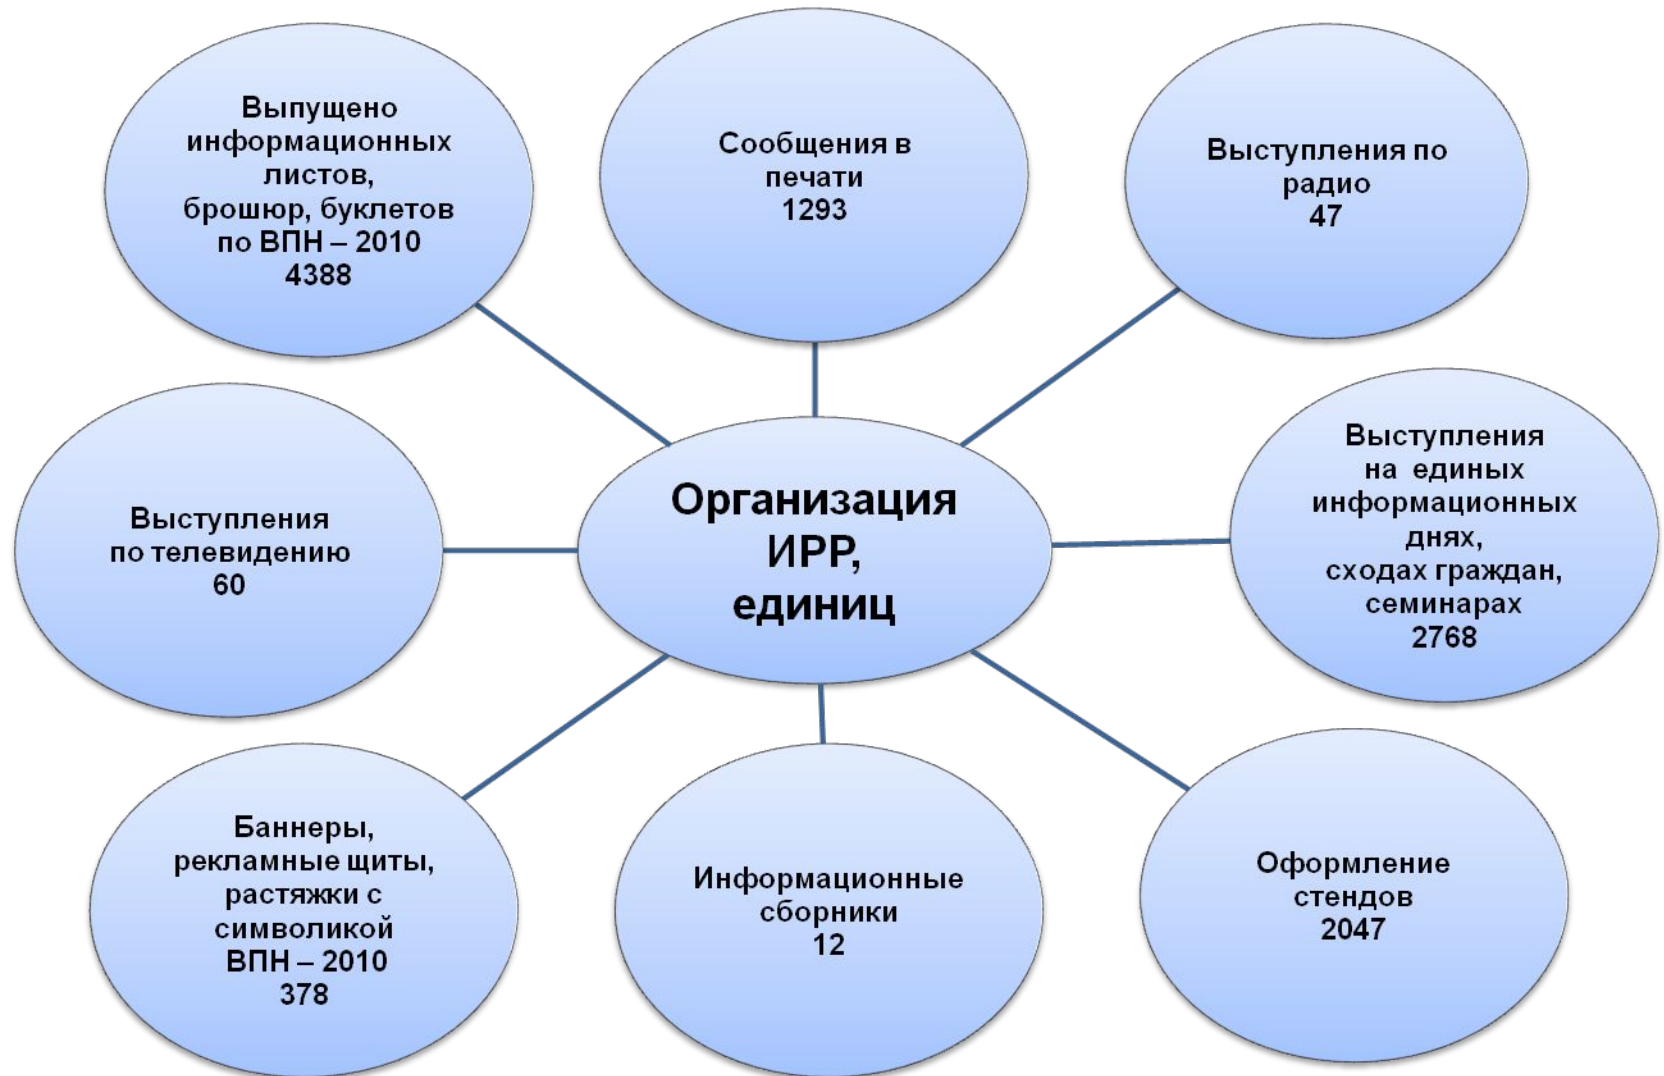 Выпущено
информационных
листов,
брошюр, буклетов
по ВПН – 2010
4388
Сообщения в
печати
1293
Выступления по
радио
47
Выступления
по телевидению
60
Организация
ИРР,
единиц
Выступления
на единых
информационных
днях,
сходах граждан,
семинарах
2768
Баннеры,
рекламные щиты,
растяжки с
символикой
ВПН – 2010
378
Информационные
сборники
12
Оформление
стендов
2047